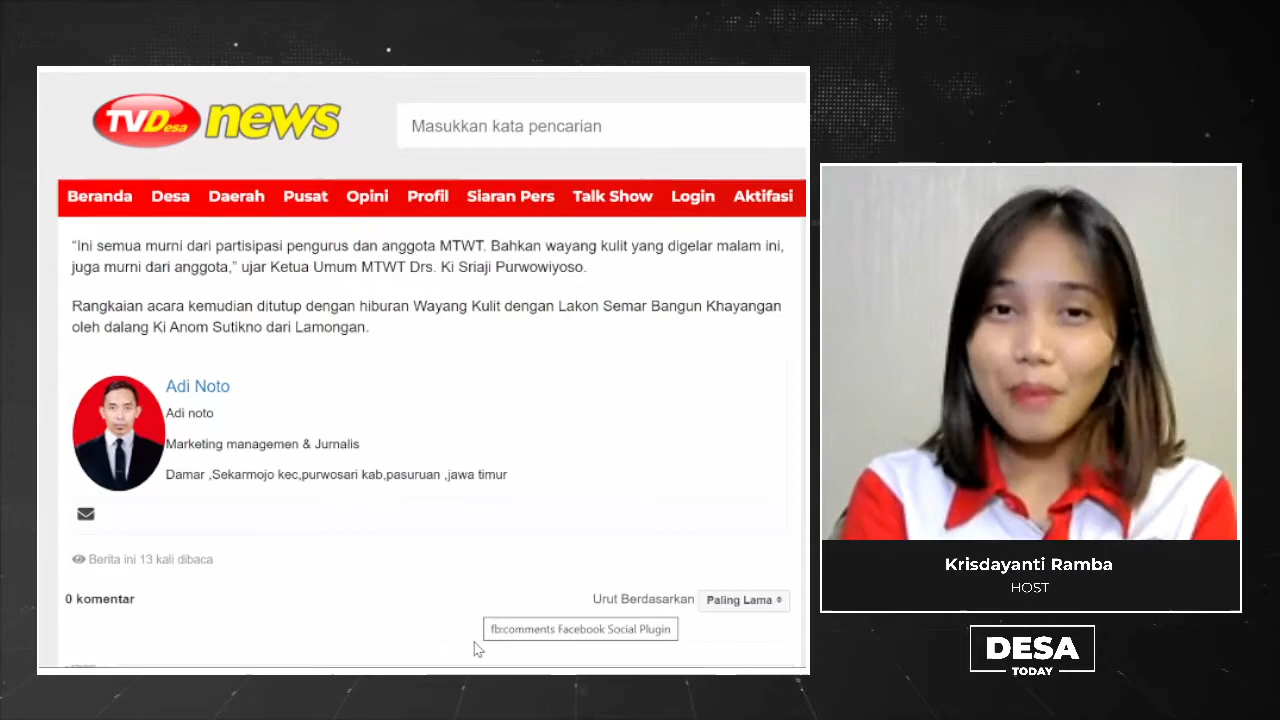 TVDesa news
Masukkan kata pencarian
Beranda Desa Daerah Pusat Opini Profil Siaran Pers Talk Show Login Aktifasi
“Ini semua murni dari partisipasi pengurus dan anggota MTWT. Bahkan wayang kulit yang digelar malam ini,
juga murni dari anggota,” ujar Ketua Umum MTWT Drs. Ki Sriaji Purwowiyoso.
Rangkaian acara kemudian ditutup dengan hiburan Wayang Kulit dengan Lakon Semar Bangun Khayangan
oleh dalang Ki Anom Sutikno dari Lamongan.
Adi Noto
Adi noto
Marketing managemen & Jurnalis
Damar ,Sekarmojo kec,purwosari kab,pasuruan ,jawa timur
Berita ini 13 kali dibaca
0 komentar
Urut Berdasarkan Paling Lama
fb:comments Facebook Social Plugin
Krisdayanti Ramba
HOST
DESA
TODAY